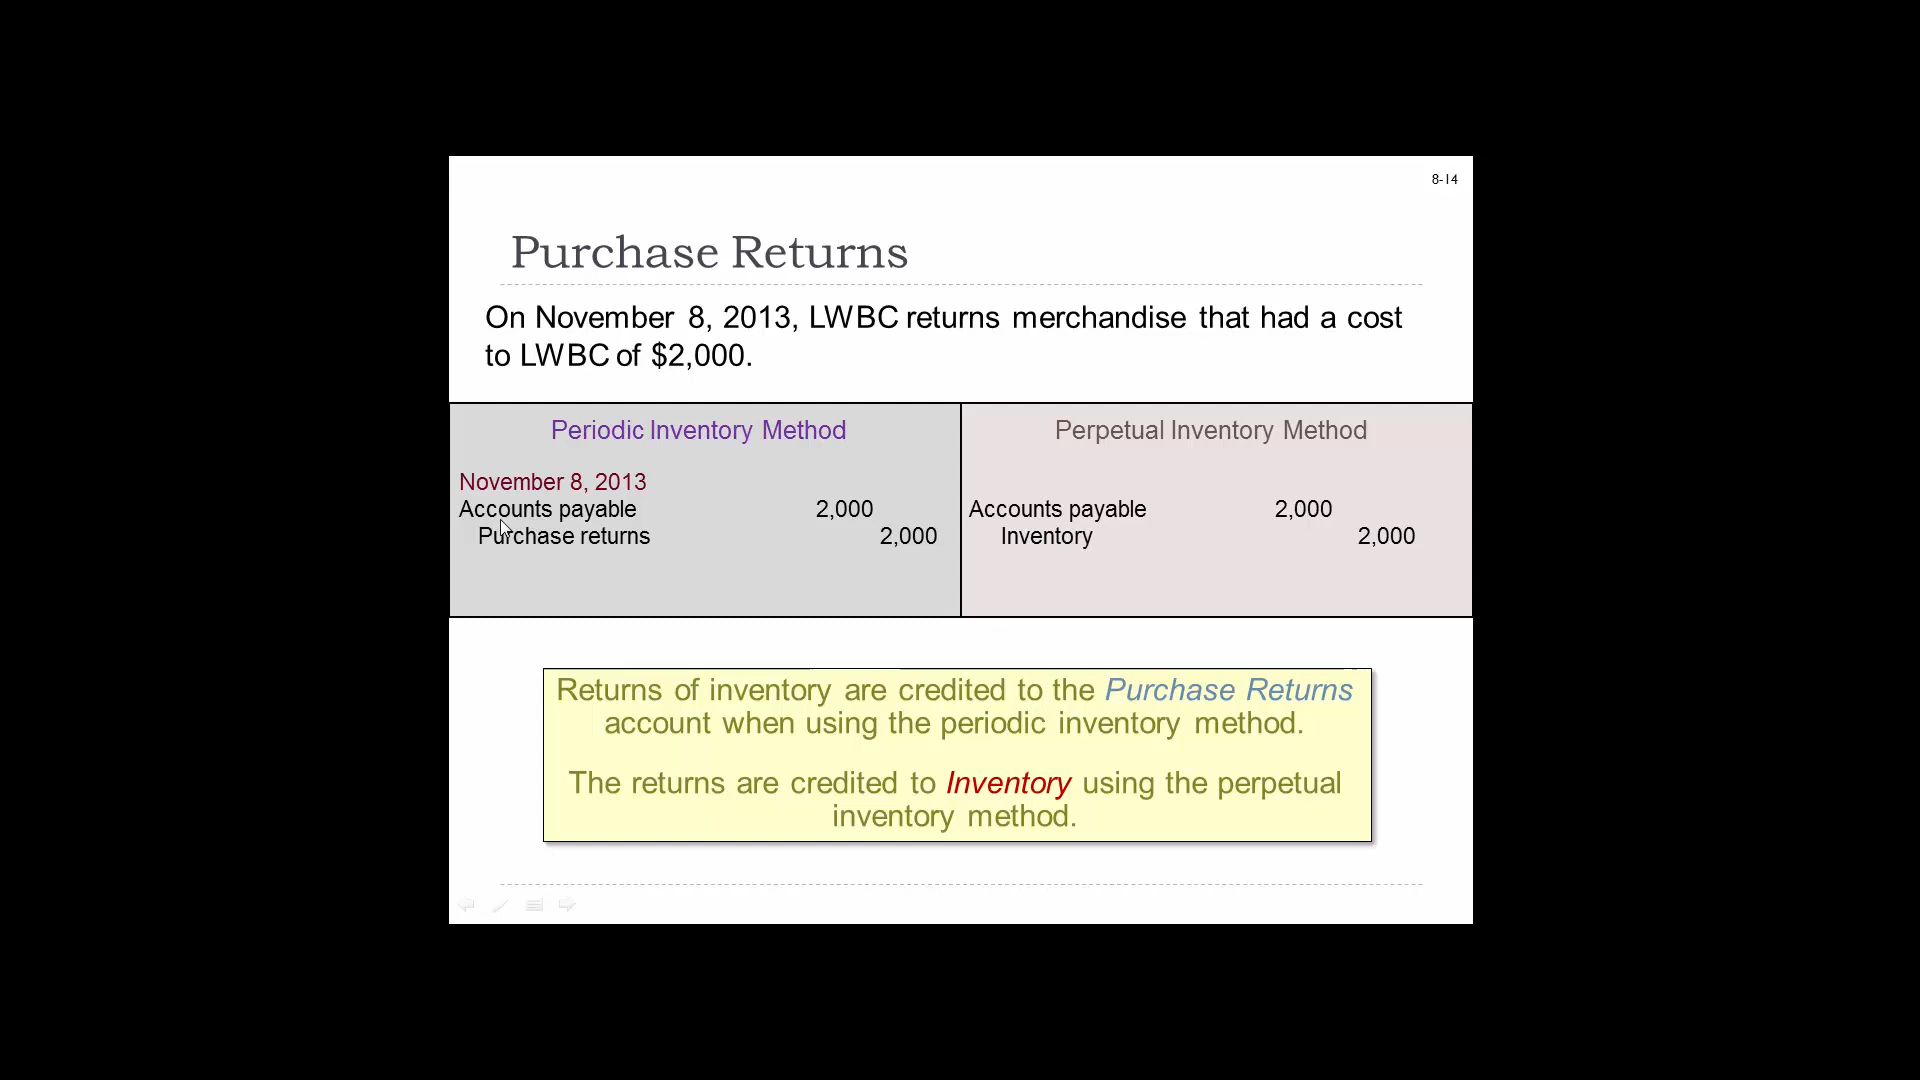 8-14
Purchase Returns
On November 8, 2013, LWBC returns merchandise that had a cost
to LWBC of $2,000.
Periodic Inventory Method
November 8, 2013
Accounts payable 2,000
Purchase returns 2,000
Perpetual Inventory Method
Accounts payable 2,000
Inventory 2,000
Returns of inventory are credited to the Purchase Returns
account when using the periodic inventory method.
The returns are credited to Inventory using the perpetual
inventory method.